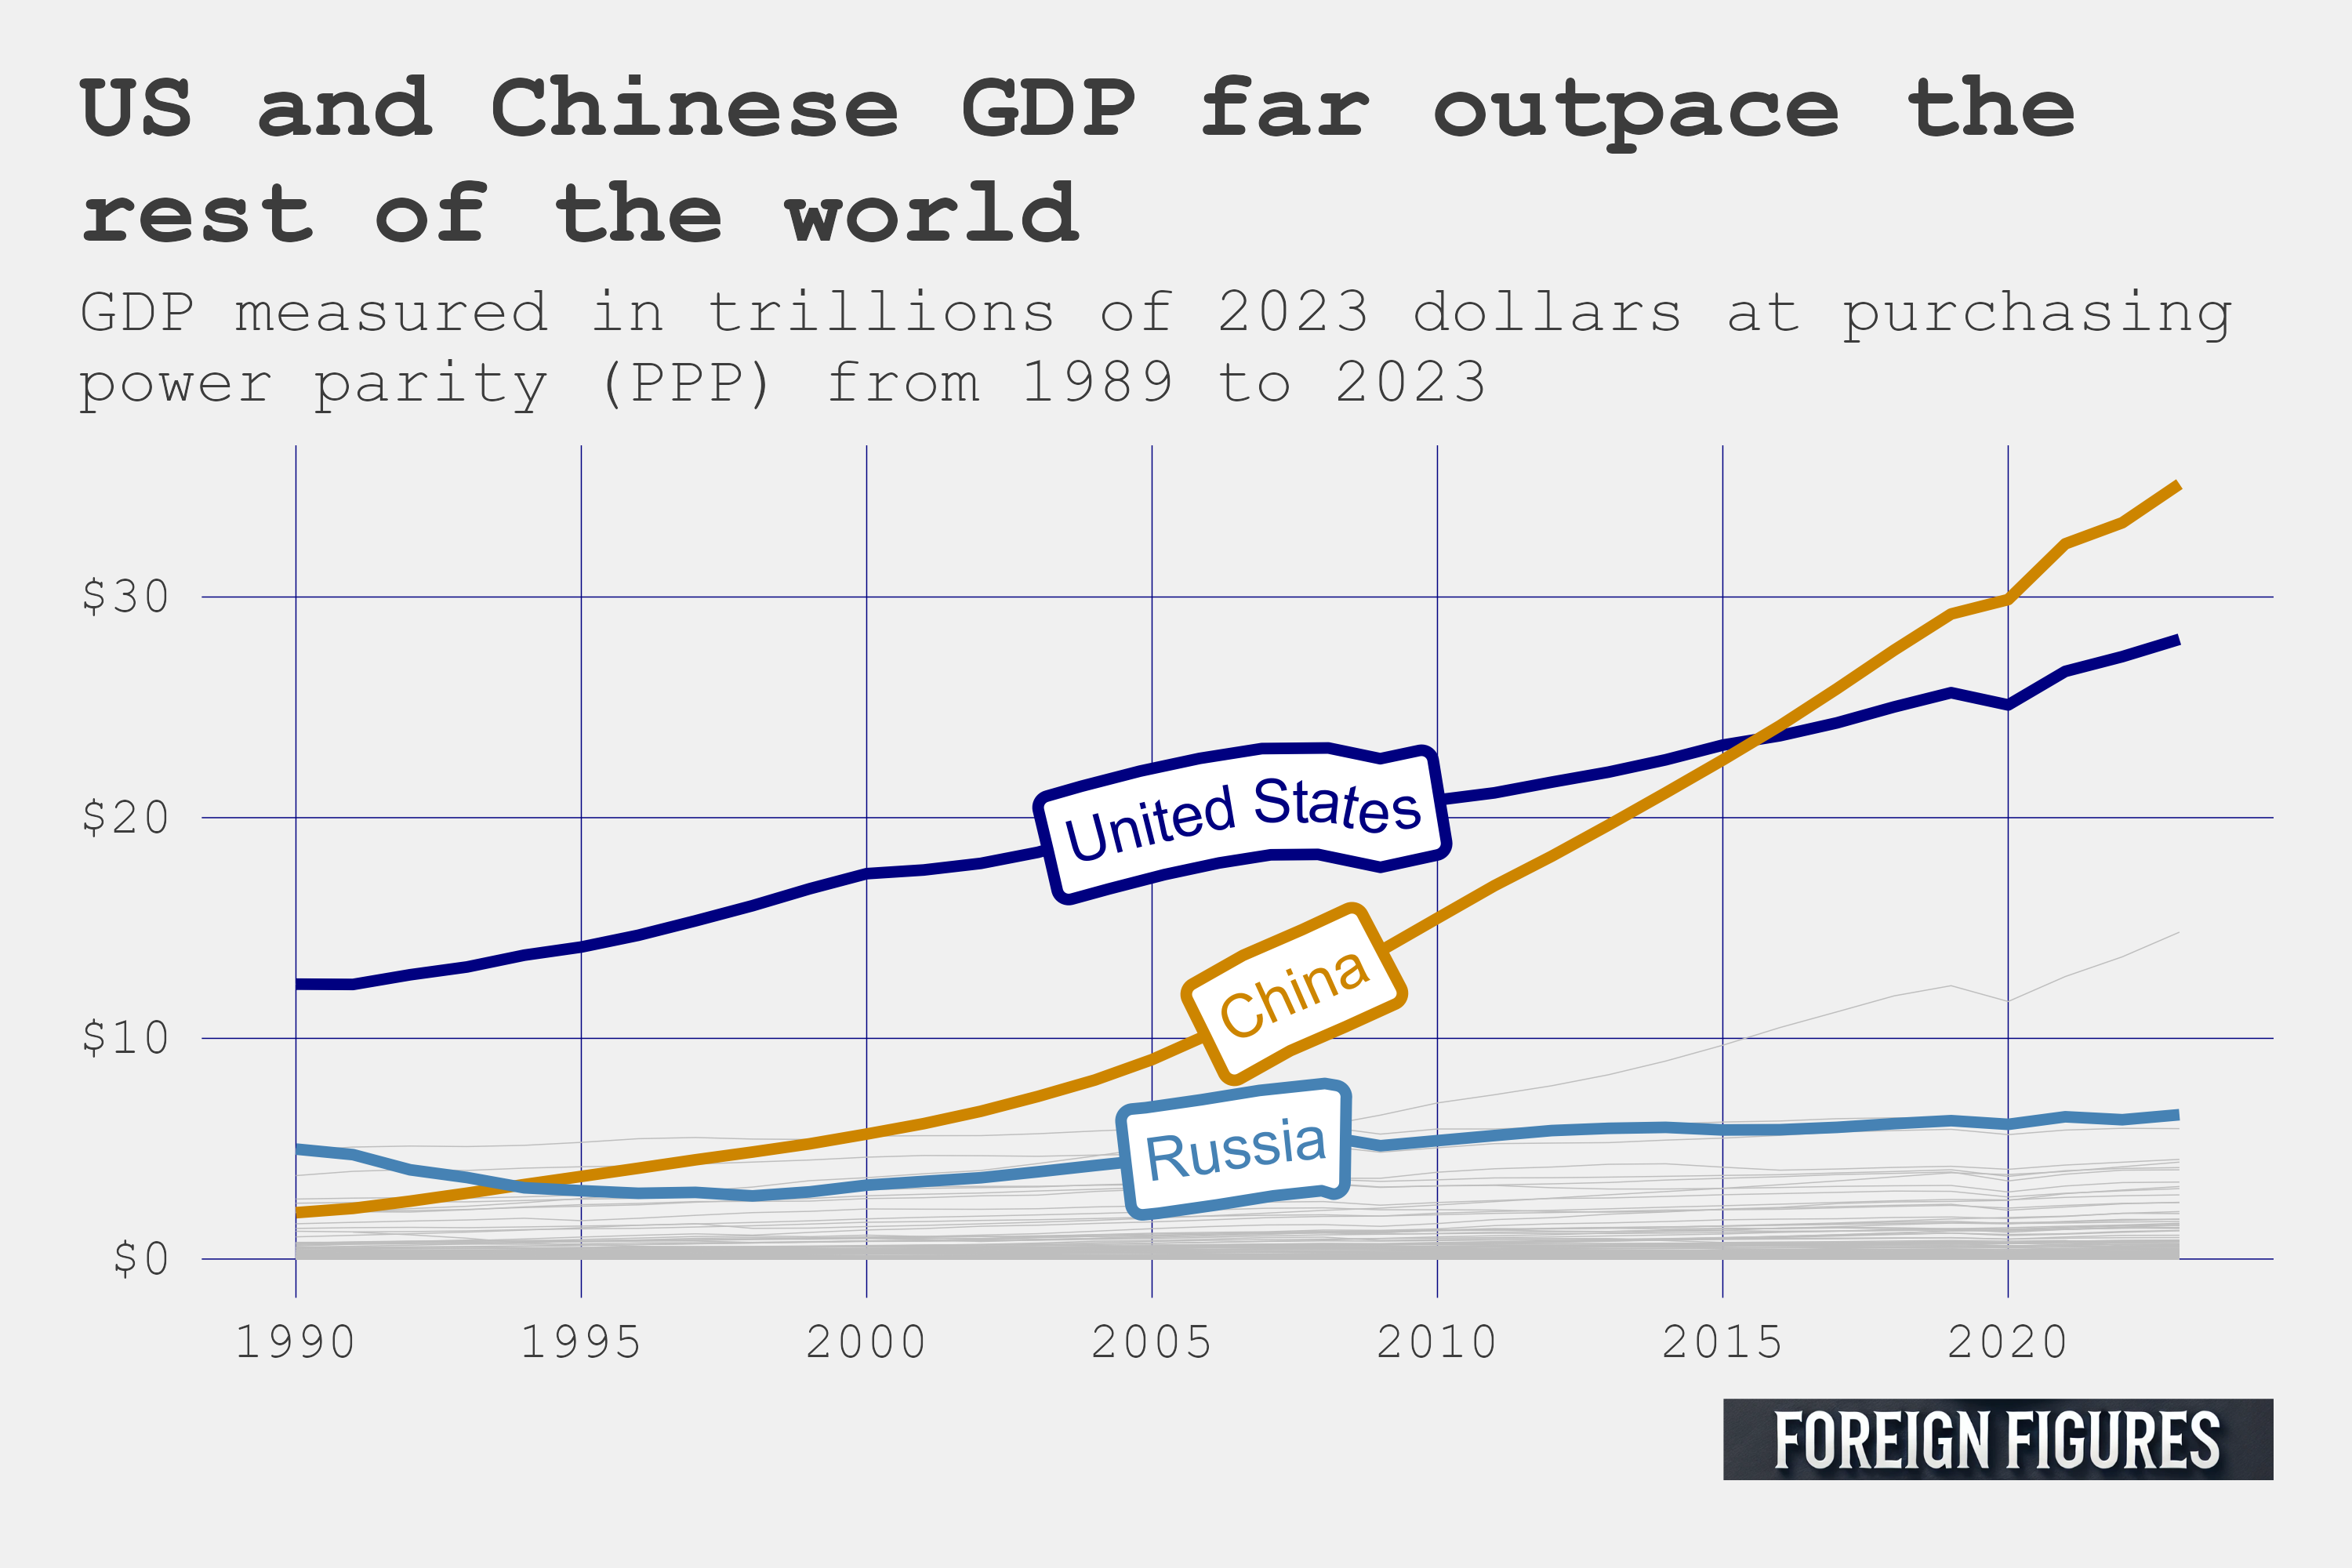 US and Chinese GDP far outpace the
rest of the world
GDP measured in trillions of 2023 dollars at purchasing
power parity (PPP) from 1989 to 2023
$30
$20
$10
$0
United States
China
Russia
1990
1995
2000
2005
2010
2015
2020
FOREIGN FIGURES